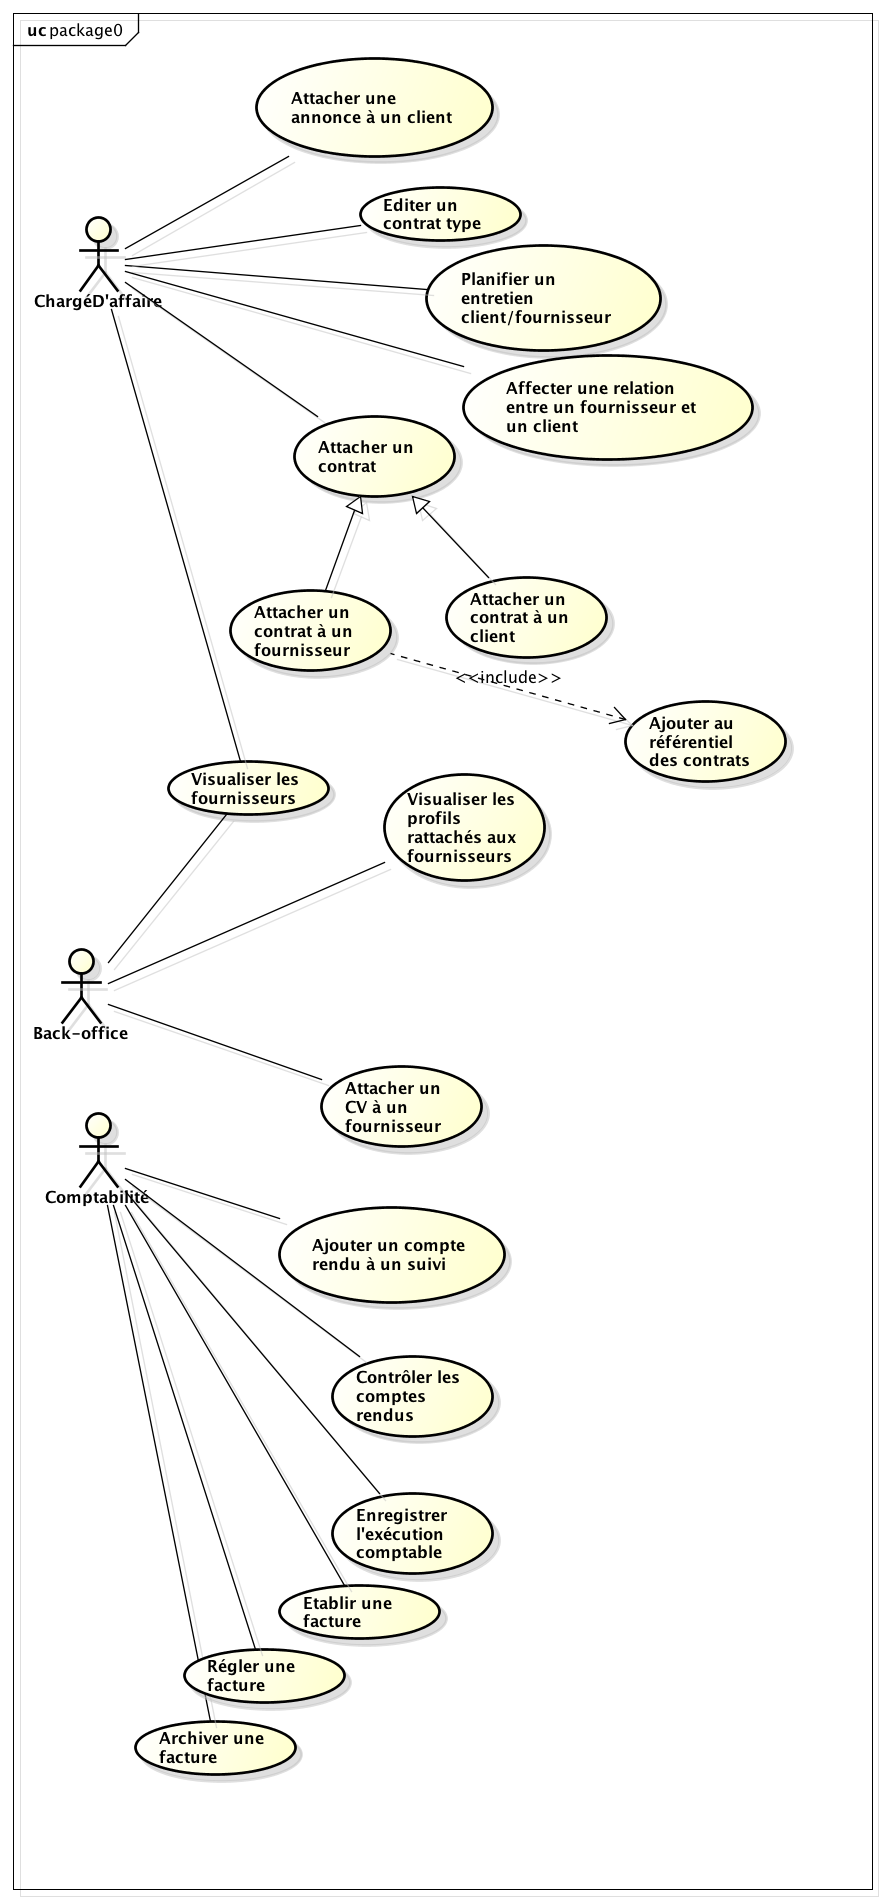 uc package0
Attacher une
annonce à un client
Editer un
contrat type
Planifier un
entretien
client/fournisseur
ChargéD'affaire
Affecter une relation
entre un fournisseur et
un client
Attacher un
contrat
Attacher un
contrat à un
fournisseur
Attacher un
contrat à un
client
<<include>>
Ajouter au
référentiel
des contrats
Visualiser les
fournisseurs
Visualiser les
profils
rattachés aux
fournisseurs
Back-office
Attacher un
CV à un
fournisseur
Comptabilité
Ajouter un compte
rendu à un suivi
Contrôler les
comptes
rendus
Enregistrer
l'exécution
comptable
Etablir une
facture
Régler une
facture
Archiver une
facture